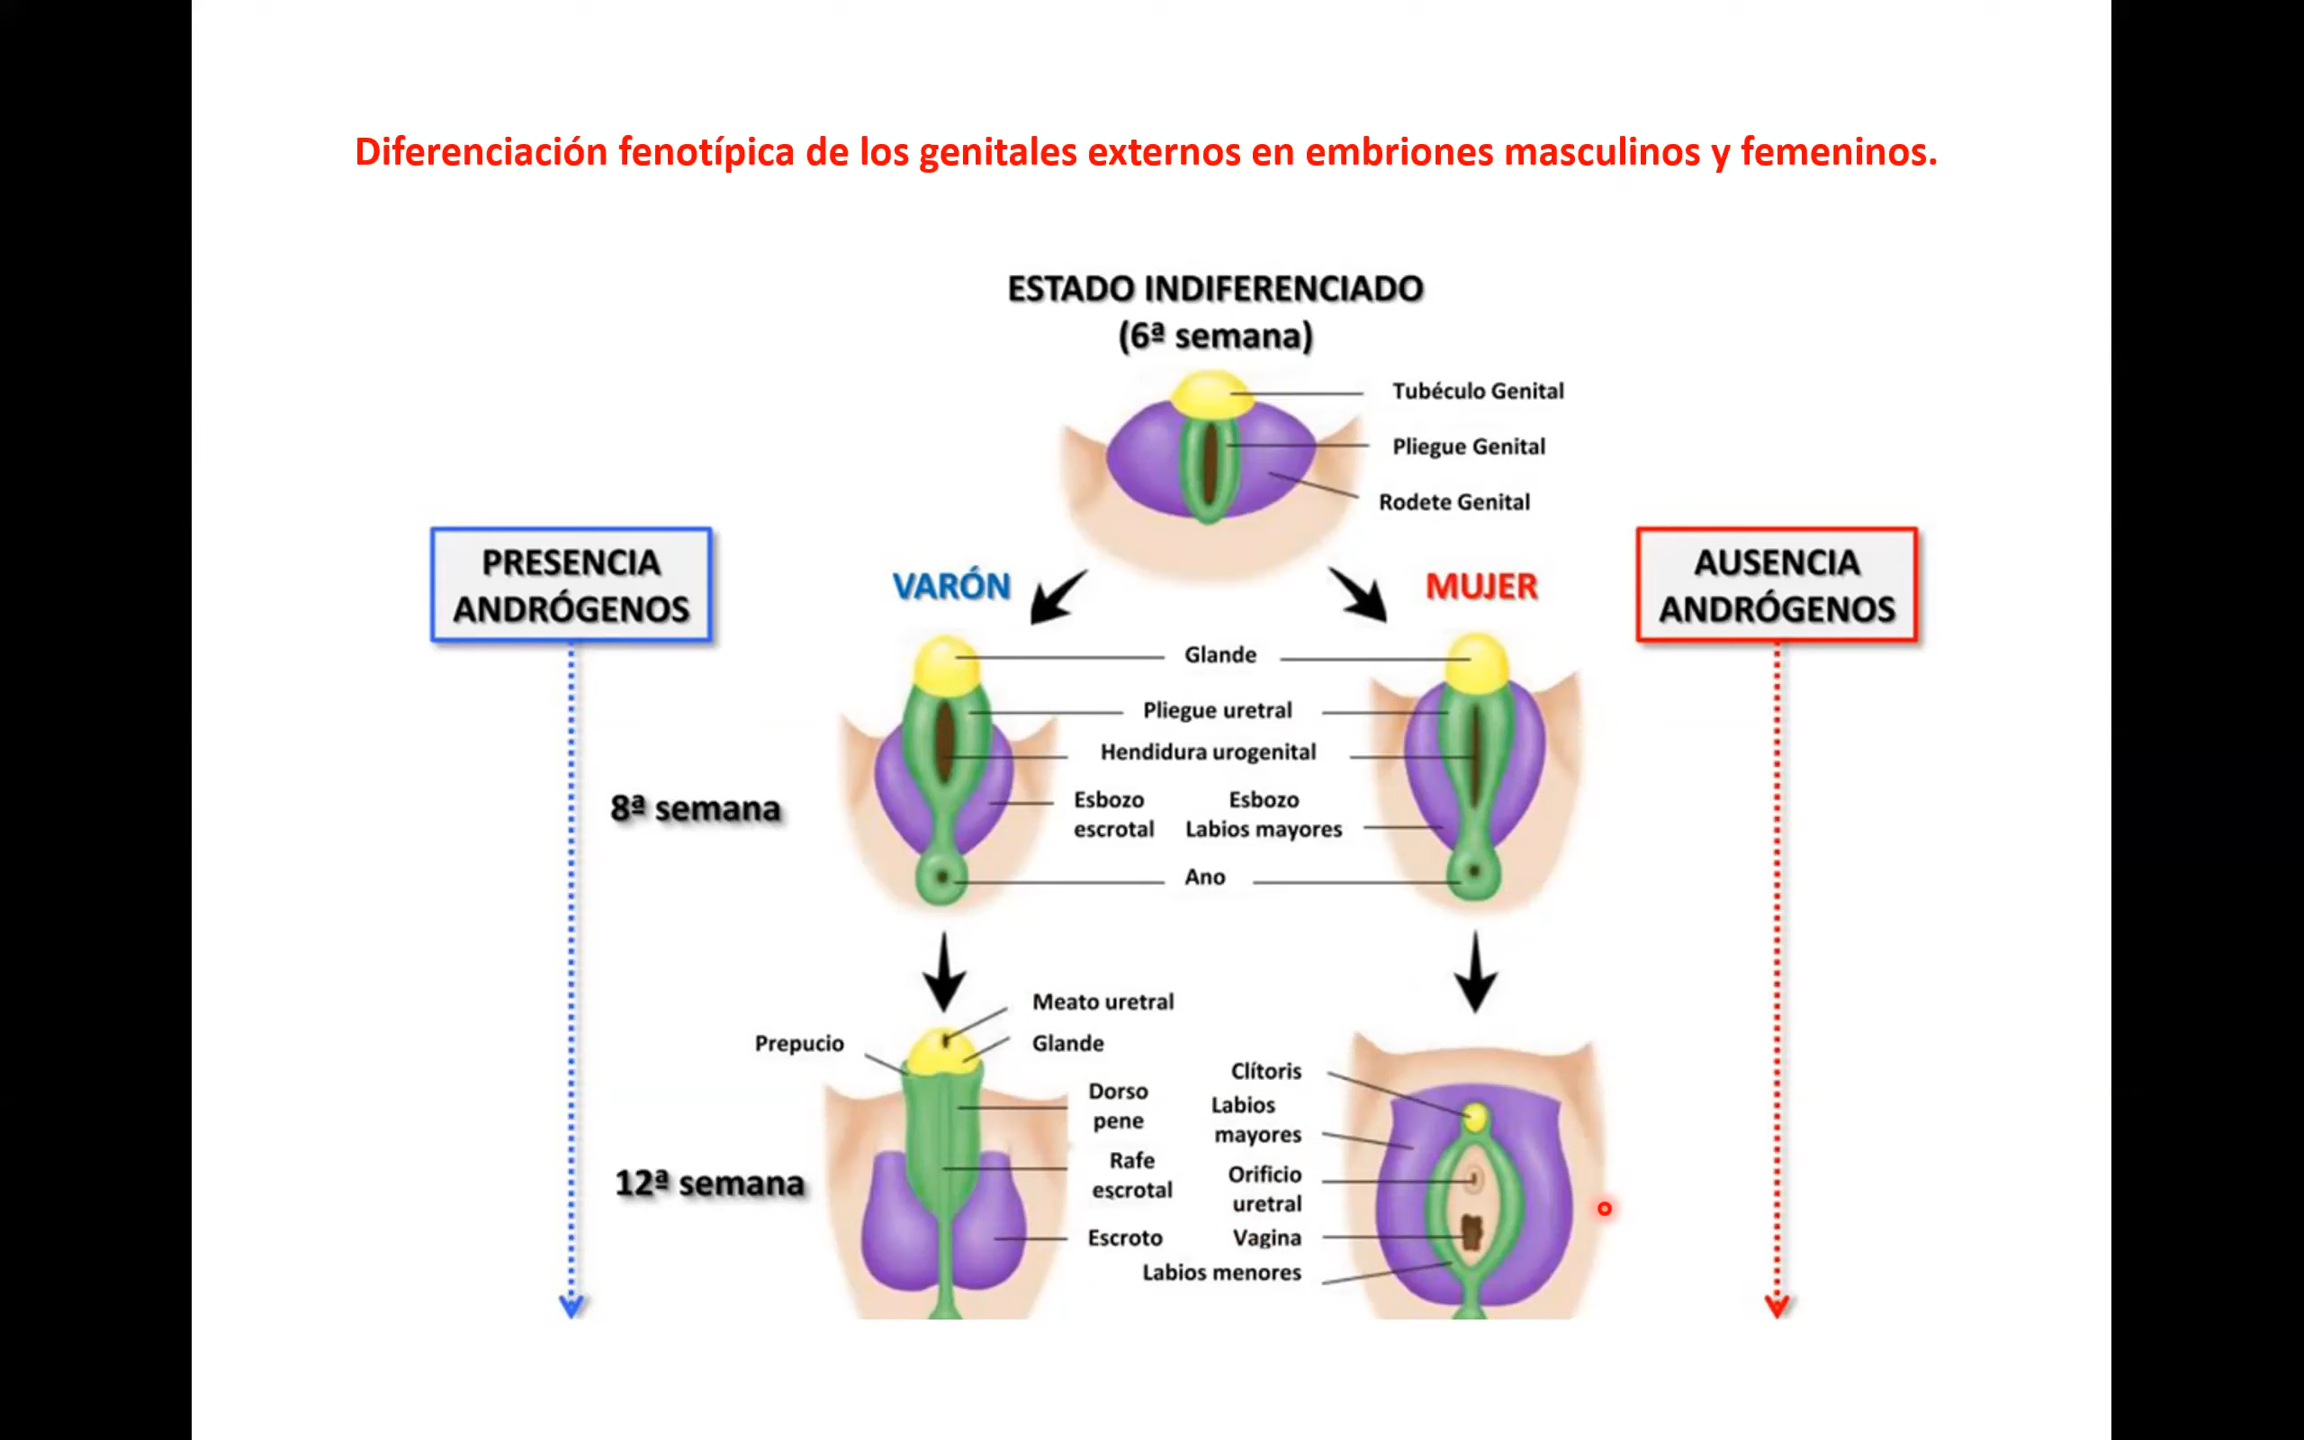 Diferenciación fenotípica de los genitales externos en embriones masculinos y femeninos.
ESTADO INDIFERENCIADO
(6ª semana)
Tubéculo Genital
Pliegue Genital
Rodete Genital
PRESENCIA
ANDRÓGENOS
AUSENCIA
ANDRÓGENOS
VARÓN
MUJER
Glande
Pliegue uretral
Hendidura urogenital
8ª semana
Esbozo
escrotal
Esbozo
Labios mayores
Ano
Meato uretral
Prepucio
Glande
Dorso
pene
Rafe
escrotal
Escroto
12ª semana
Clítoris
Labios
mayores
Orificio
uretral
Vagina
Labios menores